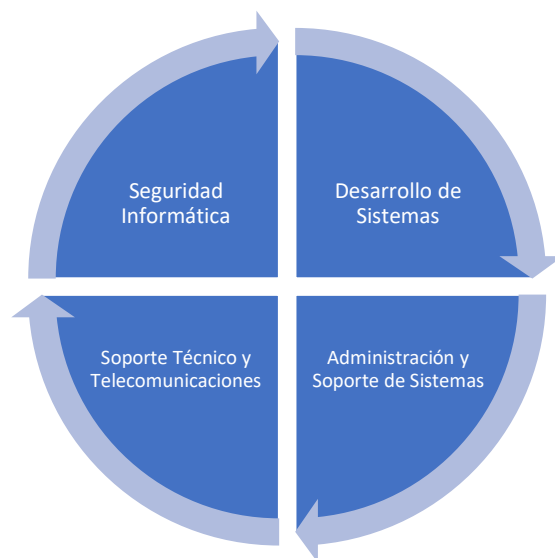 Seguridad
Informática
Desarrollo de
Sistemas
Soporte Técnico y
Telecomunicaciones
Administración y
Soporte de Sistemas